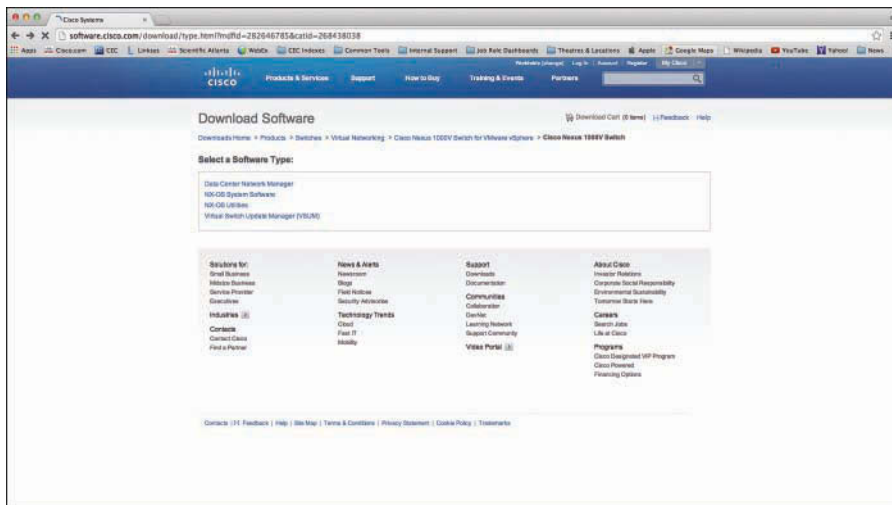 Cisco Systems
software.cisco.com/download/type.html?mdfid=282646785&catid=268438038
Apps Cisco.com CEC Linksys Scientific Atlanta WebEx CEC Indexes Common Tools Internal Support Job Role Dashboards Theatres & Locations Apple Google Maps Wikipedia YouTube Yahoo! News
Worldwide [change] Log In Account Register My Cisco
CISCO Products & Services Support How to Buy Training & Events Partners
Download Software
Download Cart (0 items) [+] Feedback Help
Downloads Home > Products > Switches > Virtual Networking > Cisco Nexus 1000V Switch for VMware vSphere > Cisco Nexus 1000V Switch
Select a Software Type:
Data Center Network Manager
NX-OS System Software
NX-OS Utilities
Virtual Switch Update Manager (VSUM)
Solutions for:
Small Business
Midsize Business
Service Provider
Executives
Industries
Contacts
Contact Cisco
Find a Partner
News & Alerts
Newsroom
Blogs
Field Notices
Security Advisories
Technology Trends
Cloud
Fast IT
Mobility
Support
Downloads
Documentation
Communities
Collaboration
DevNet
Learning Network
Support Community
Video Portal
About Cisco
Investor Relations
Corporate Social Responsibility
Environmental Sustainability
Tomorrow Starts Here
Careers
Search Jobs
Life at Cisco
Programs
Cisco Designated VIP Program
Cisco Powered
Financing Options
Contacts | [+] Feedback | Help | Site Map | Terms & Conditions | Privacy Statement | Cookie Policy | Trademarks